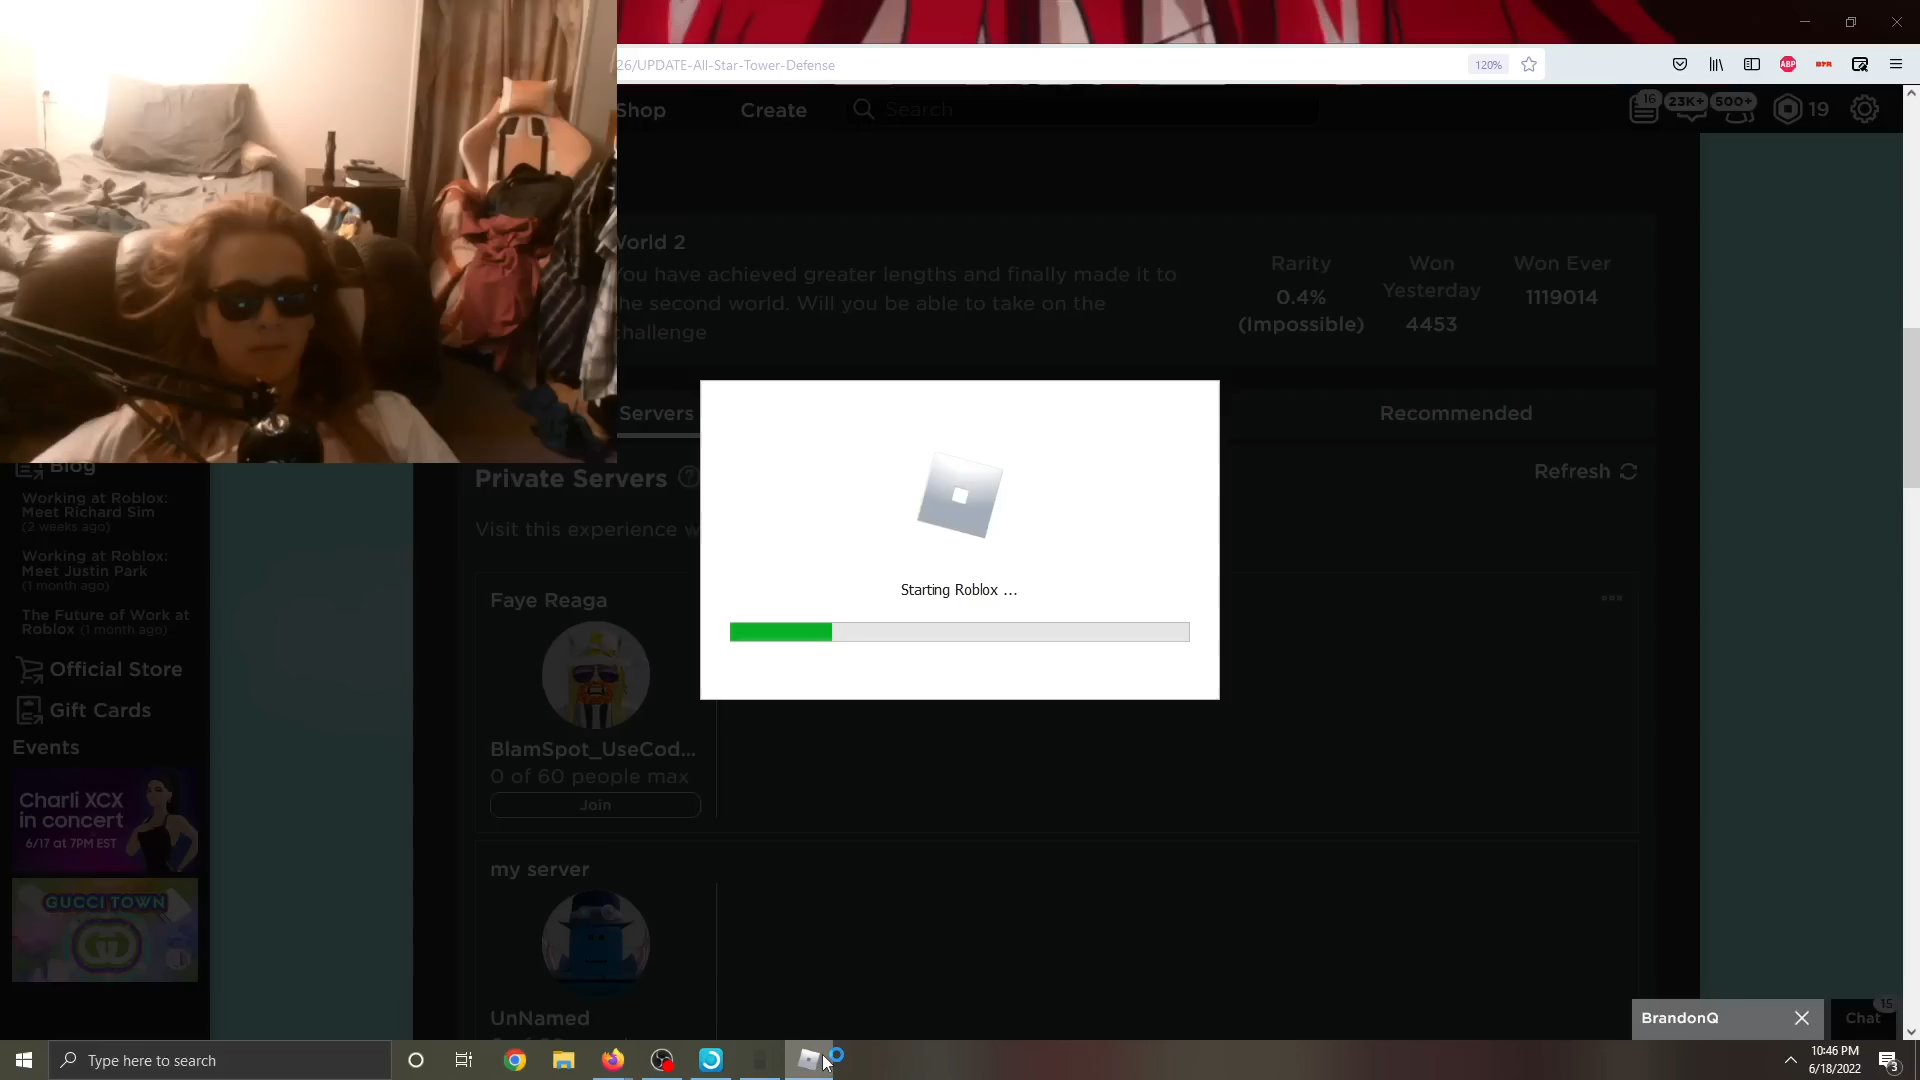 26/UPDATE-All-Star-Tower-Defense
120%
ABP
Shop
Create
Search
16
23K+
500+
19
World 2
You have achieved greater lengths and finally made it to
the second world. Will you be able to take on the
challenge
Rarity
0.4%
(Impossible)
Won
Yesterday
4453
Won Ever
1119014
Servers
Recommended
Private Servers
Refresh
Visit this experience w
Starting Roblox ...
Faye Reaga
BlamSpot_UseCod...
0 of 60 people max
Join
my server
UnNamed
Blog
Working at Roblox:
Meet Richard Sim
(2 weeks ago)
Working at Roblox:
Meet Justin Park
(1 month ago)
The Future of Work at
Roblox (1 month ago)
Official Store
Gift Cards
Events
Charli XCX
in concert
6/17 at 7PM EST
GUCCI TOWN
BrandonQ
Chat
15
Type here to search
10:46 PM
6/18/2022
3